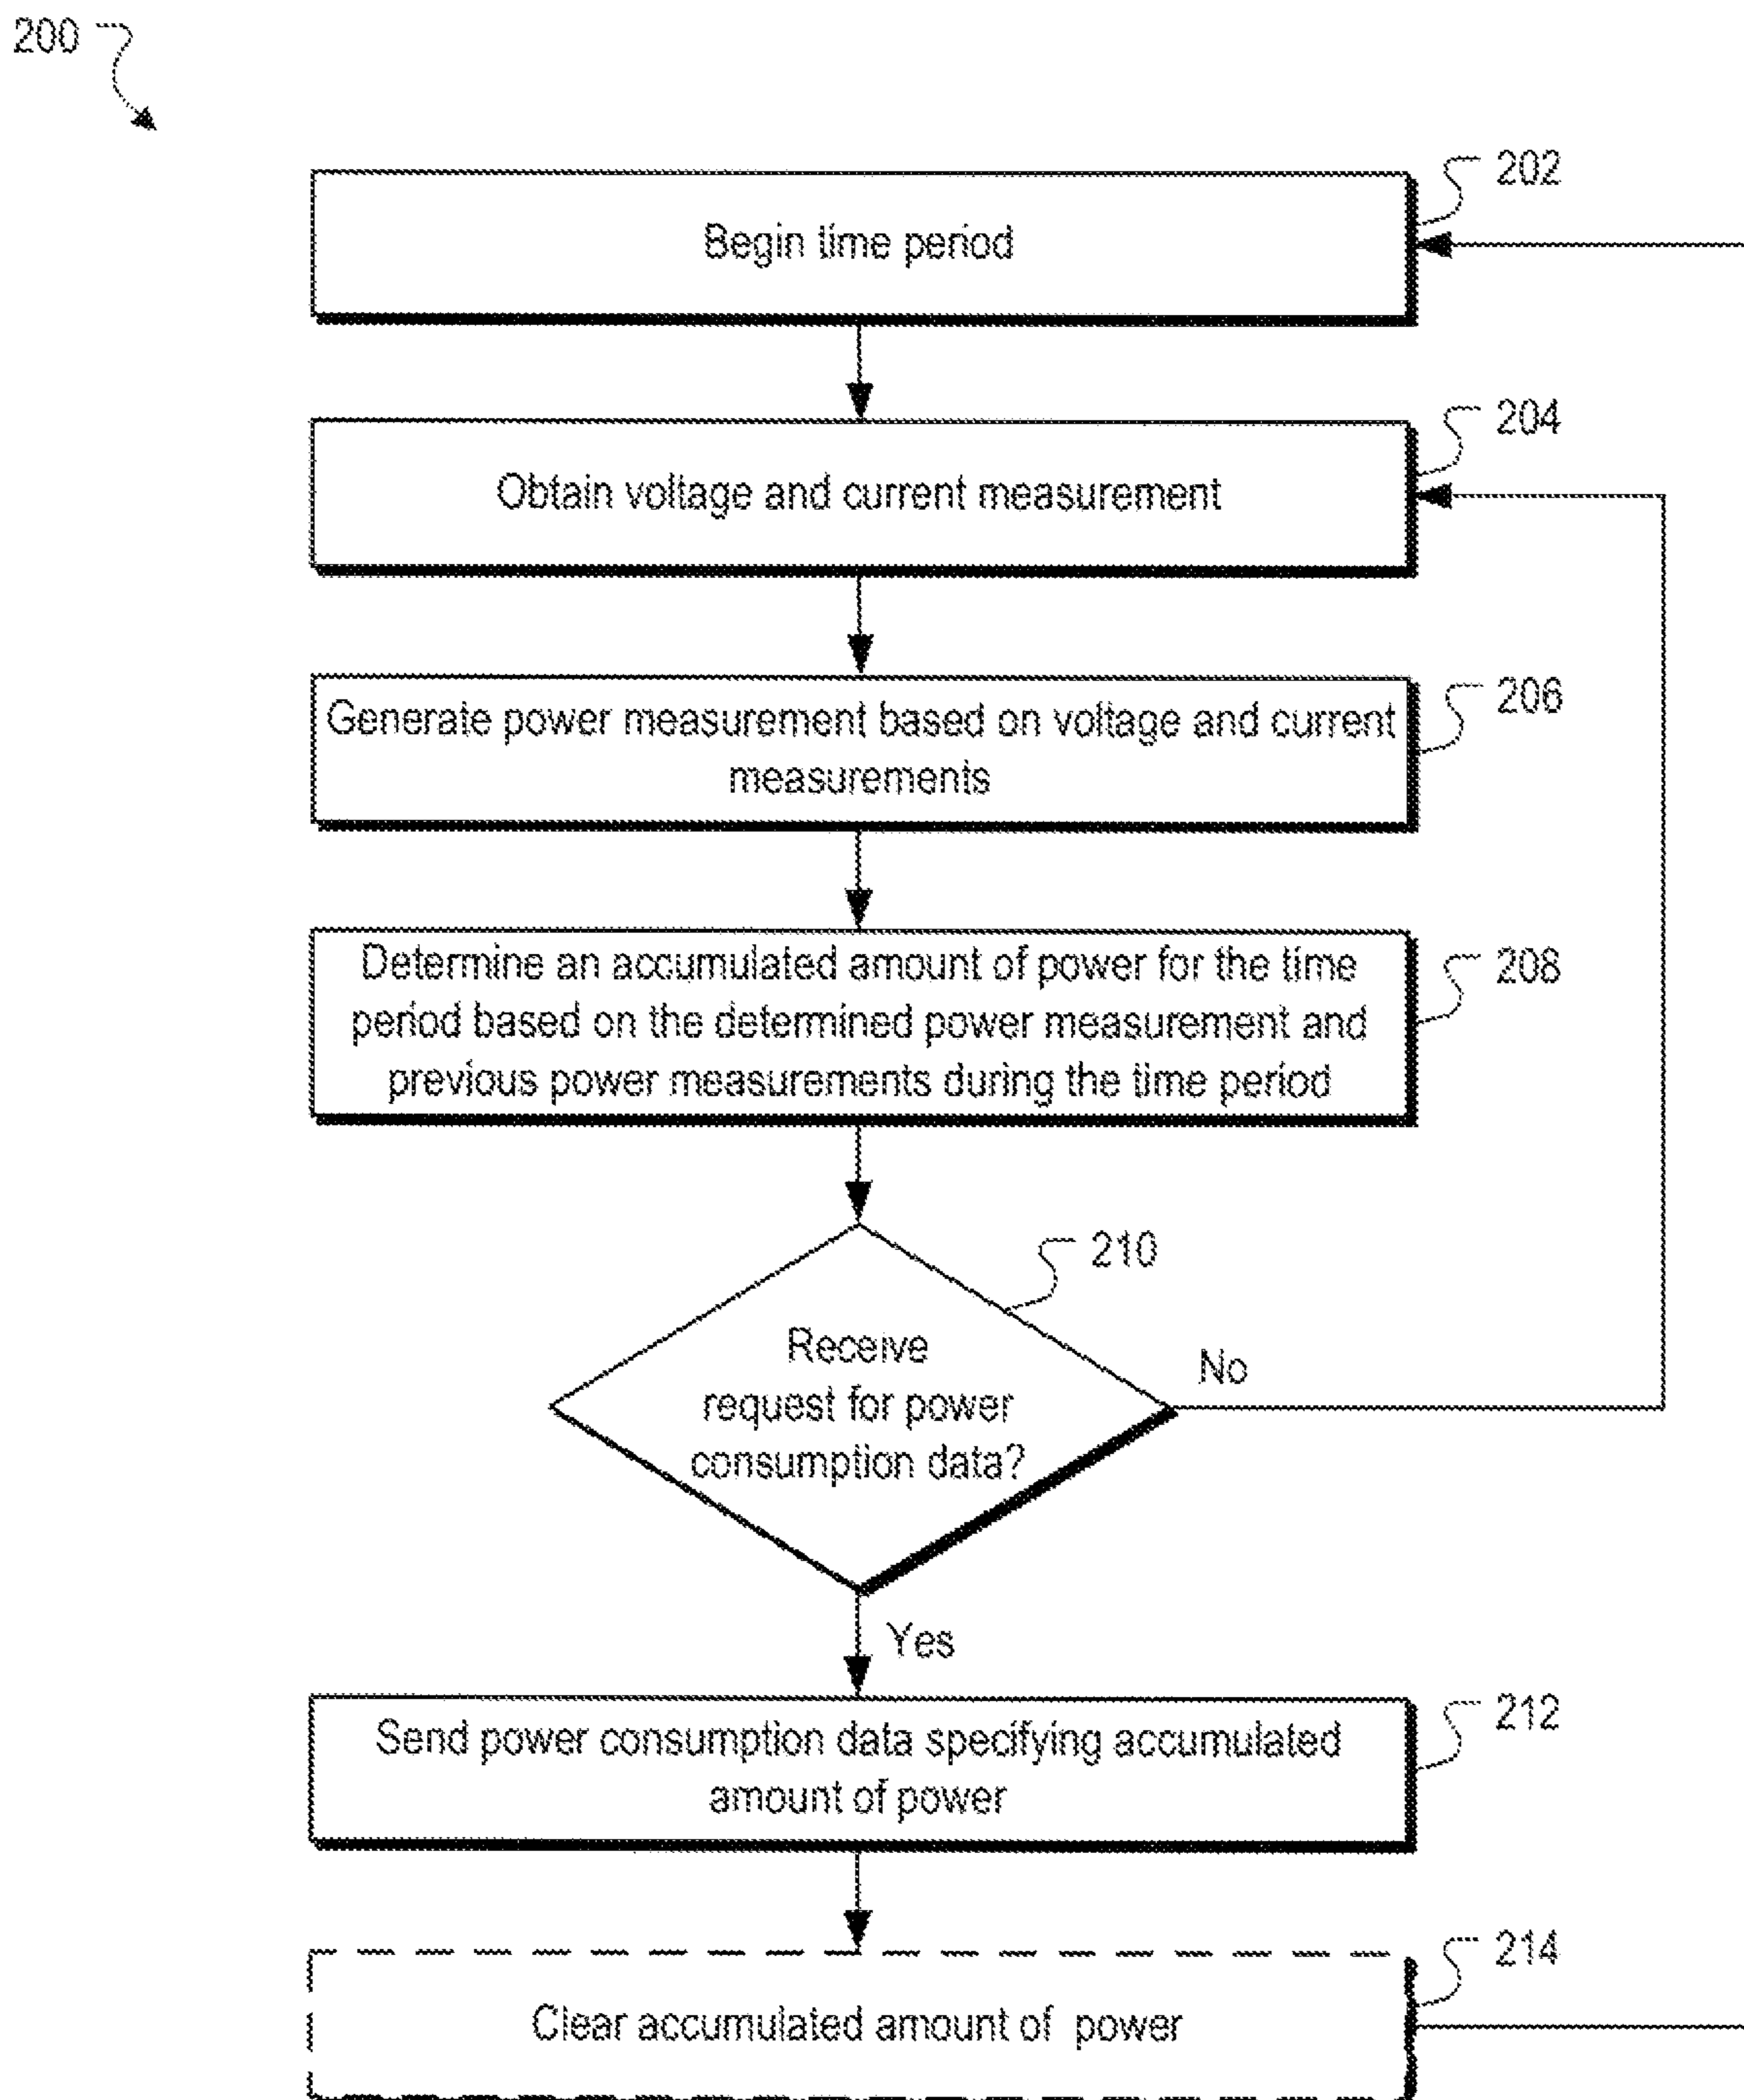 200
202
Begin time period
204
Obtain voltage and current measurement
206
Generate power measurement based on voltage and current
measurements
208
Determine an accumulated amount of power for the time
period based on the determined power measurement and
previous power measurements during the time period
210
Receive
request for power
consumption data?
No
Yes
212
Send power consumption data specifying accumulated
amount of power
214
Clear accumulated amount of power